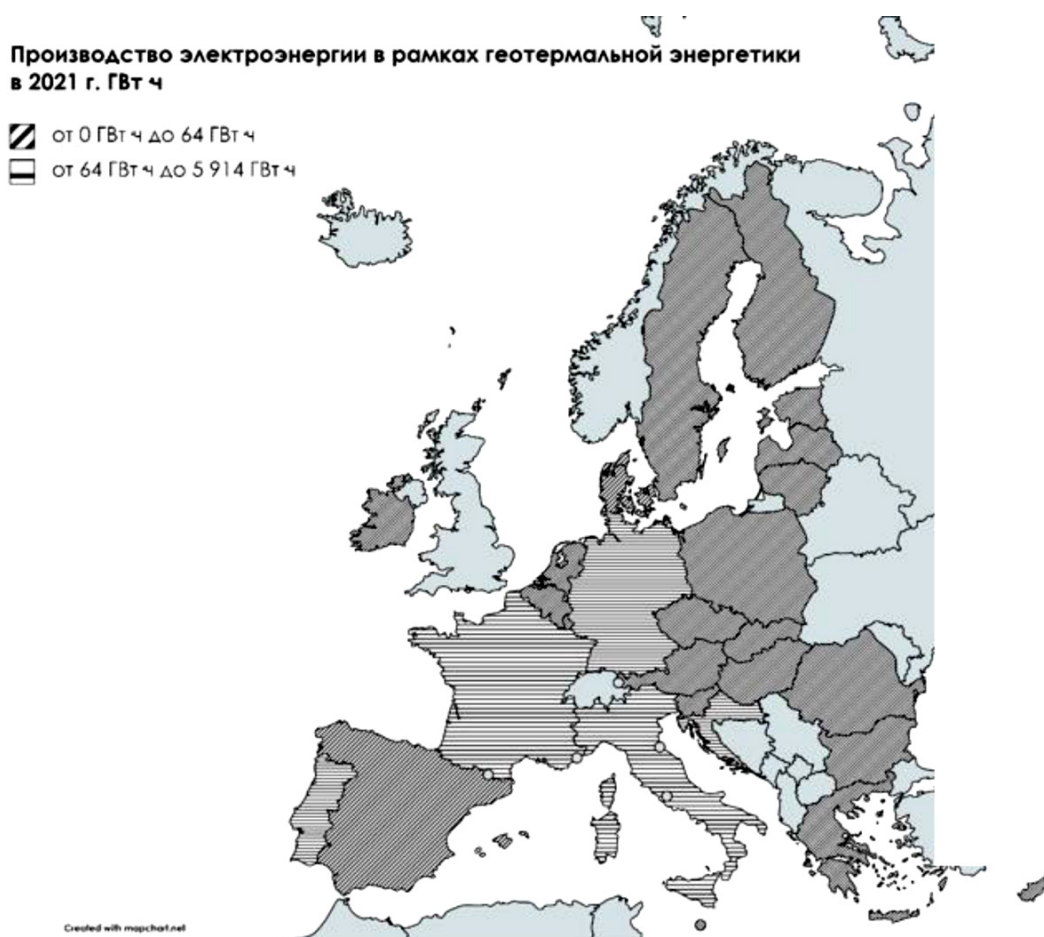 Производство электроэнергии в рамках геотермальной энергетики
в 2021 г. ГВт ч
от 0 ГВт ч до 64 ГВт ч
от 64 ГВт ч до 5 914 ГВт ч
Created with mapchart.net